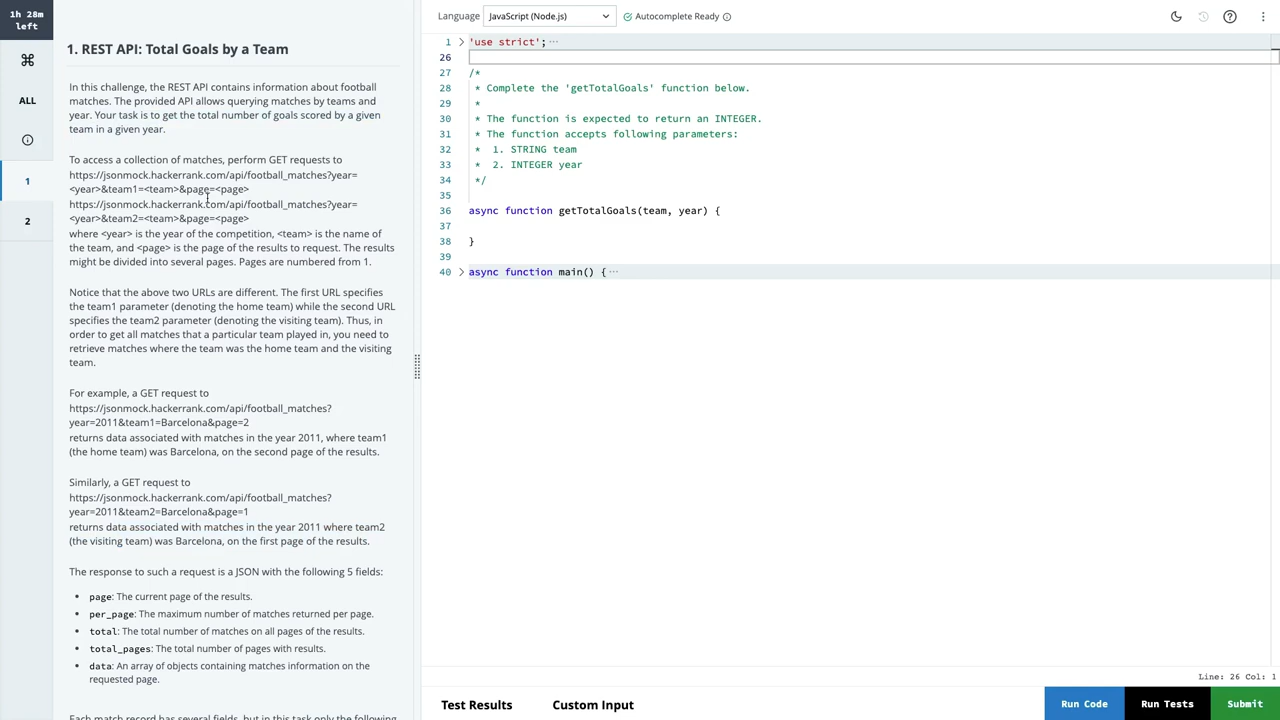 1h 28m
left
ALL
1
2
1. REST API: Total Goals by a Team
In this challenge, the REST API contains information about football
matches. The provided API allows querying matches by teams and
year. Your task is to get the total number of goals scored by a given
team in a given year.
To access a collection of matches, perform GET requests to
https://jsonmock.hackerrank.com/api/football_matches?year=
<year>&team1=<team>&page=<page>
https://jsonmock.hackerrank.com/api/football_matches?year=
<year>&team2=<team>&page=<page>
where <year> is the year of the competition, <team> is the name of
the team, and <page> is the page of the results to request. The results
might be divided into several pages. Pages are numbered from 1.
Notice that the above two URLs are different. The first URL specifies
the team1 parameter (denoting the home team) while the second URL
specifies the team2 parameter (denoting the visiting team). Thus, in
order to get all matches that a particular team played in, you need to
retrieve matches where the team was the home team and the visiting
team.
For example, a GET request to
https://jsonmock.hackerrank.com/api/football_matches?
year=2011&team1=Barcelona&page=2
returns data associated with matches in the year 2011, where team1
(the home team) was Barcelona, on the second page of the results.
Similarly, a GET request to
https://jsonmock.hackerrank.com/api/football_matches?
year=2011&team2=Barcelona&page=1
returns data associated with matches in the year 2011 where team2
(the visiting team) was Barcelona, on the first page of the results.
The response to such a request is a JSON with the following 5 fields:
• page: The current page of the results.
• per_page: The maximum number of matches returned per page.
• total: The total number of matches on all pages of the results.
• total_pages: The total number of pages with results.
• data: An array of objects containing matches information on the
requested page.
Each match record has several fields, but in this task only the following
Language JavaScript (Node.js) Autocomplete Ready
1 'use strict'; ...
26
27 /*
28 * Complete the 'getTotalGoals' function below.
29 *
30 * The function is expected to return an INTEGER.
31 * The function accepts following parameters:
32 * 1. STRING team
33 * 2. INTEGER year
34 */
35
36 async function getTotalGoals(team, year) {
37
38 }
39
40 async function main() { ...
Line: 26 Col: 1
Test Results Custom Input Run Code Run Tests Submit